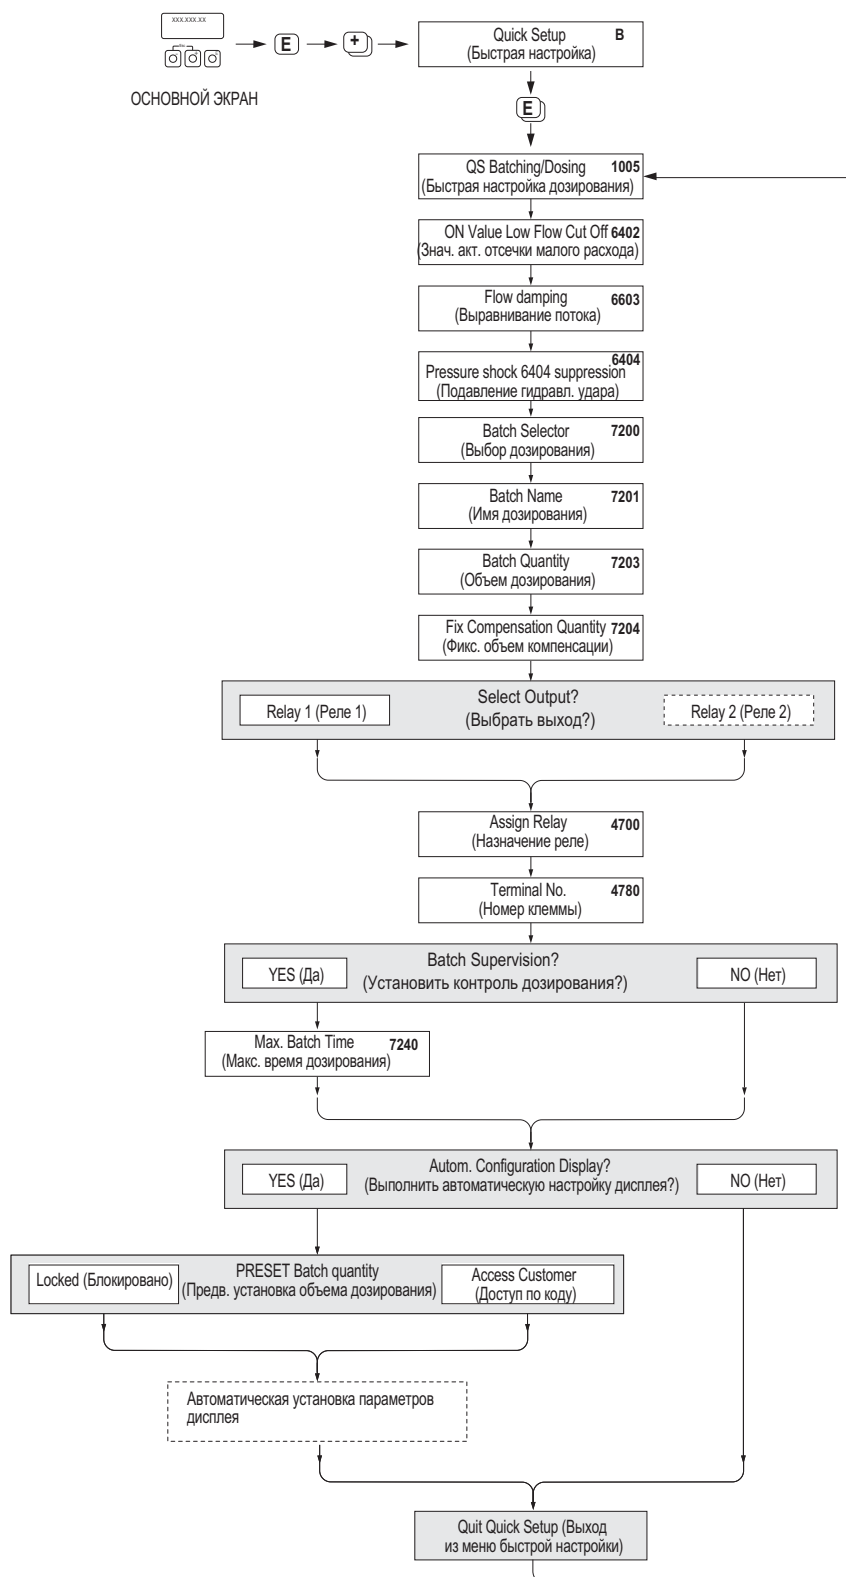 XXX.XXX.XX
E
+
ОСНОВНОЙ ЭКРАН
Quick Setup B
(Быстрая настройка)
E
QS Batching/Dosing 1005
(Быстрая настройка дозирования)
ON Value Low Flow Cut Off 6402
(Знач. акт. отсечки малого расхода)
Flow damping 6603
(Выравнивание потока)
6404
Pressure shock 6404 suppression
(Подавление гидравл. удара)
Batch Selector 7200
(Выбор дозирования)
Batch Name 7201
(Имя дозирования)
Batch Quantity 7203
(Объем дозирования)
Fix Compensation Quantity 7204
(Фикс. объем компенсации)
Relay 1 (Реле 1)
Select Output?
(Выбрать выход?)
Relay 2 (Реле 2)
Assign Relay 4700
(Назначение реле)
Terminal No. 4780
(Номер клеммы)
YES (Да)
Batch Supervision?
(Установить контроль дозирования?)
NO (Нет)
Max. Batch Time 7240
(Макс. время дозирования)
YES (Да)
Autom. Configuration Display?
(Выполнить автоматическую настройку дисплея?)
NO (Нет)
Locked (Блокировано)
PRESET Batch quantity
(Предв. установка объема дозирования)
Access Customer
(Доступ по коду)
Автоматическая установка параметров
дисплея
Quit Quick Setup (Выход
из меню быстрой настройки)